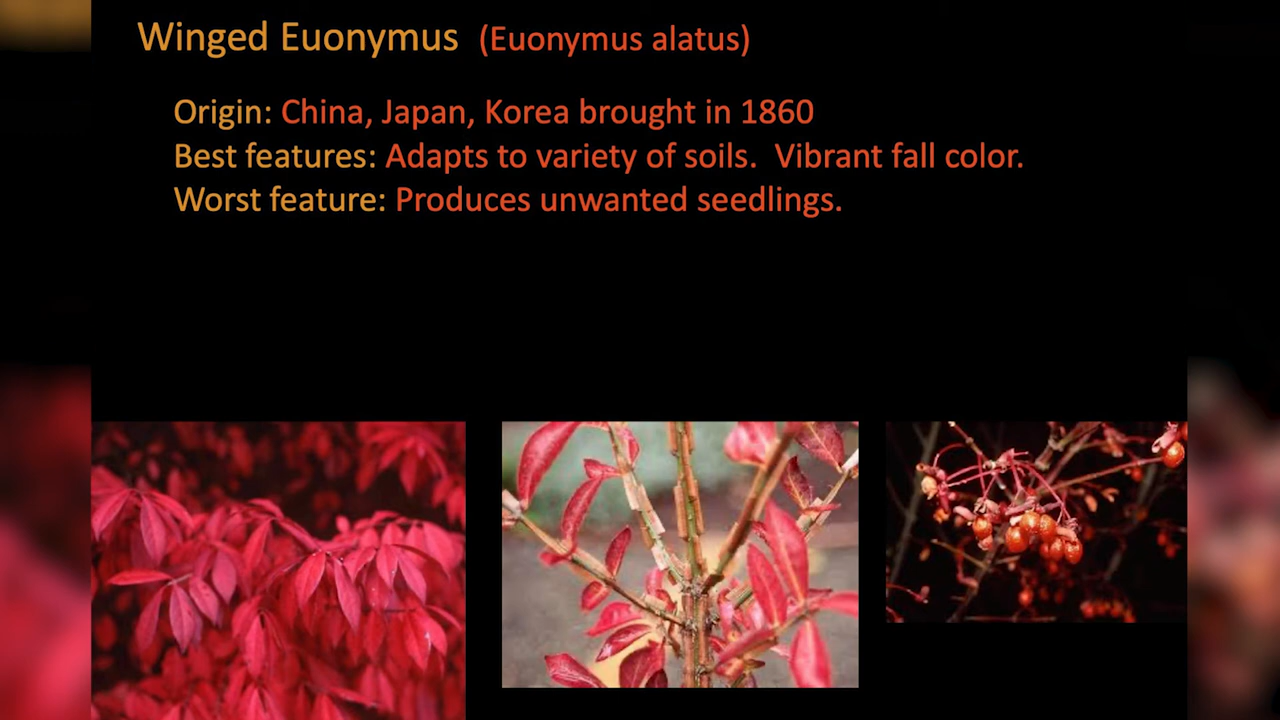 Winged Euonymus (Euonymus alatus)
Origin: China, Japan, Korea brought in 1860
Best features: Adapts to variety of soils.  Vibrant fall color.
Worst feature: Produces unwanted seedlings.